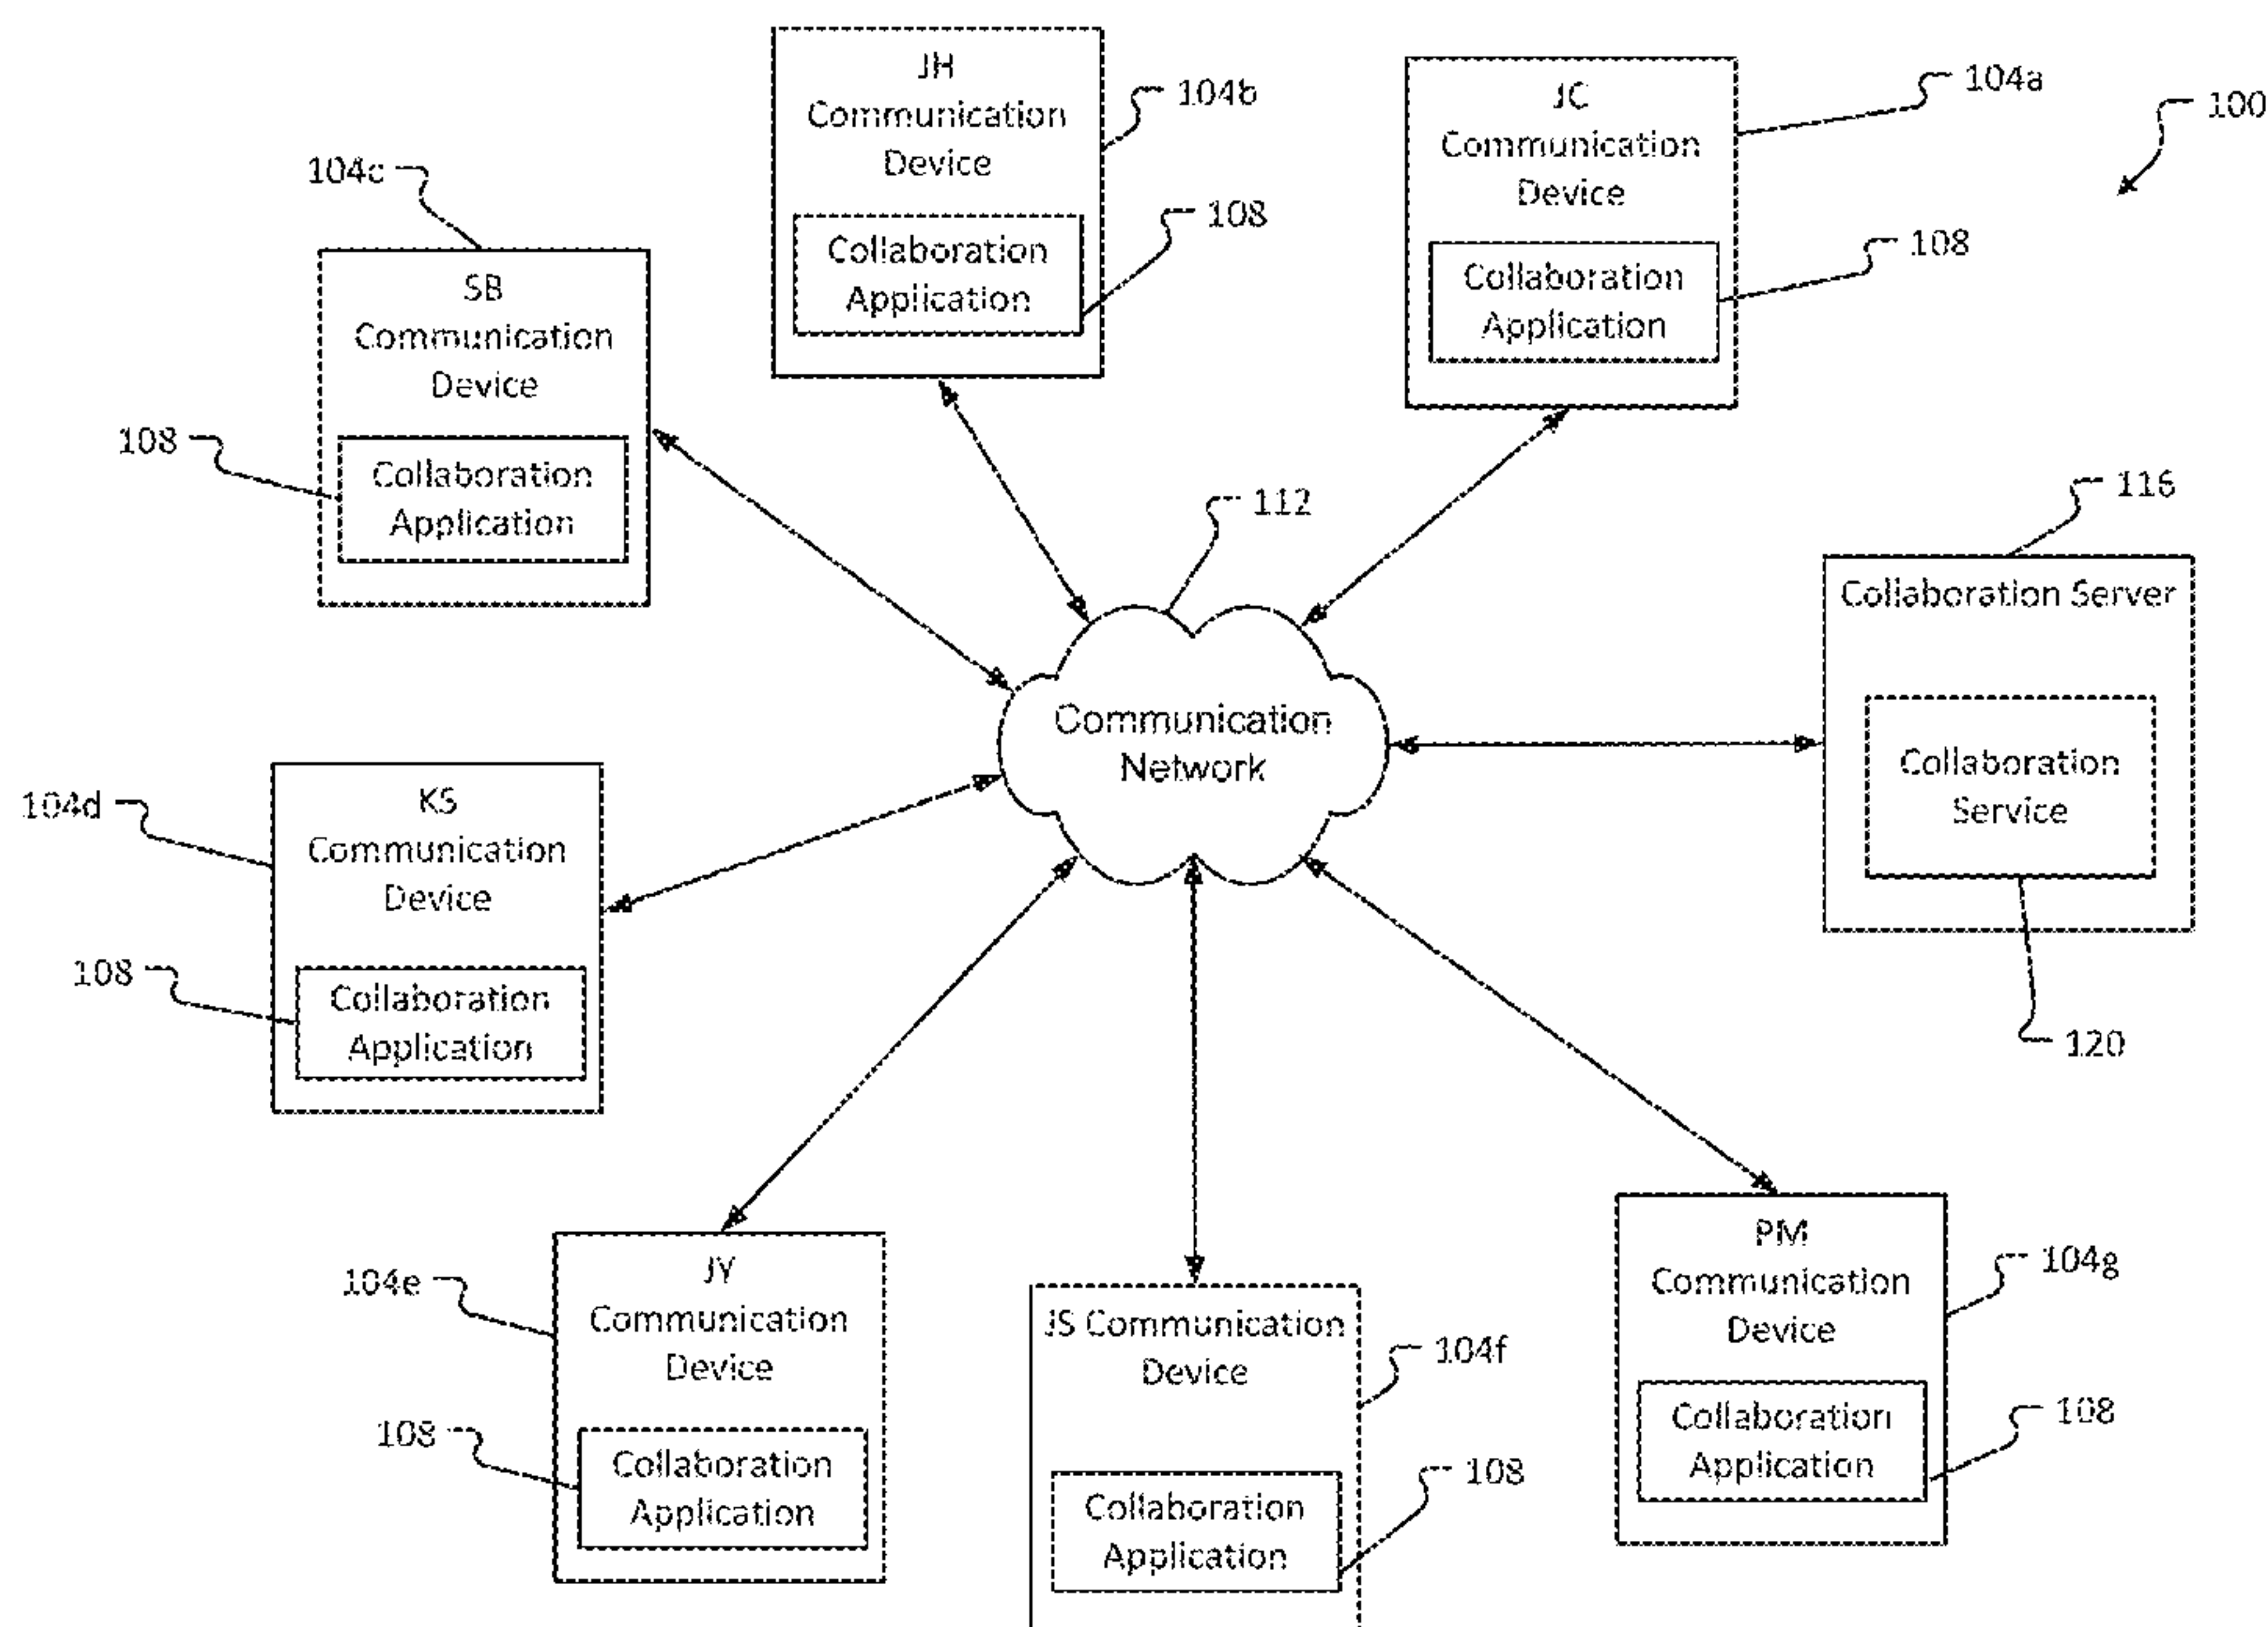 JH
Communication
Device
Collaboration
Application
104b
108
JC
Communication
Device
Collaboration
Application
104a
108
100
104c
SB
Communication
Device
108
Collaboration
Application
112
Communication
Network
116
Collaboration Server
Collaboration
Service
120
104d
KS
Communication
Device
108
Collaboration
Application
104e
JY
Communication
Device
108
Collaboration
Application
JS Communication
Device
104f
Collaboration
Application
108
PM
Communication
Device
104g
Collaboration
Application
108